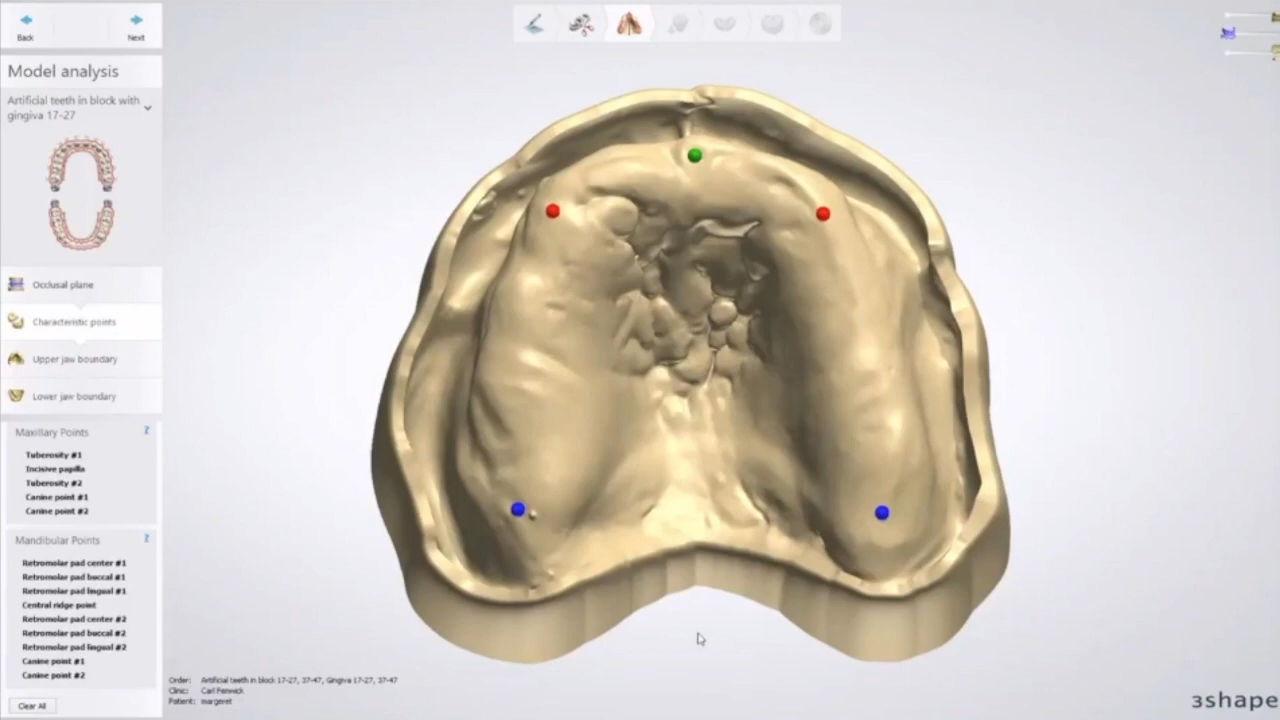 Back
Next
Model analysis
Artificial teeth in block with
gingiva 17-27
Occlusal plane
Characteristic points
Upper jaw boundary
Lower jaw boundary
Maxillary Points
Tuberosity #1
Incisive papilla
Tuberosity #2
Canine point #1
Canine point #2
Mandibular Points
Retromolar pad center #1
Retromolar pad buccal #1
Retromolar pad lingual #1
Central ridge point
Retromolar pad center #2
Retromolar pad buccal #2
Retromolar pad lingual #2
Canine point #1
Canine point #2
Clear All
Order: Artificial teeth in block 17-27, 37-47, Gingiva 17-27, 37-47
Clinic: Carl Fenwick
Patient: margeret
3shape